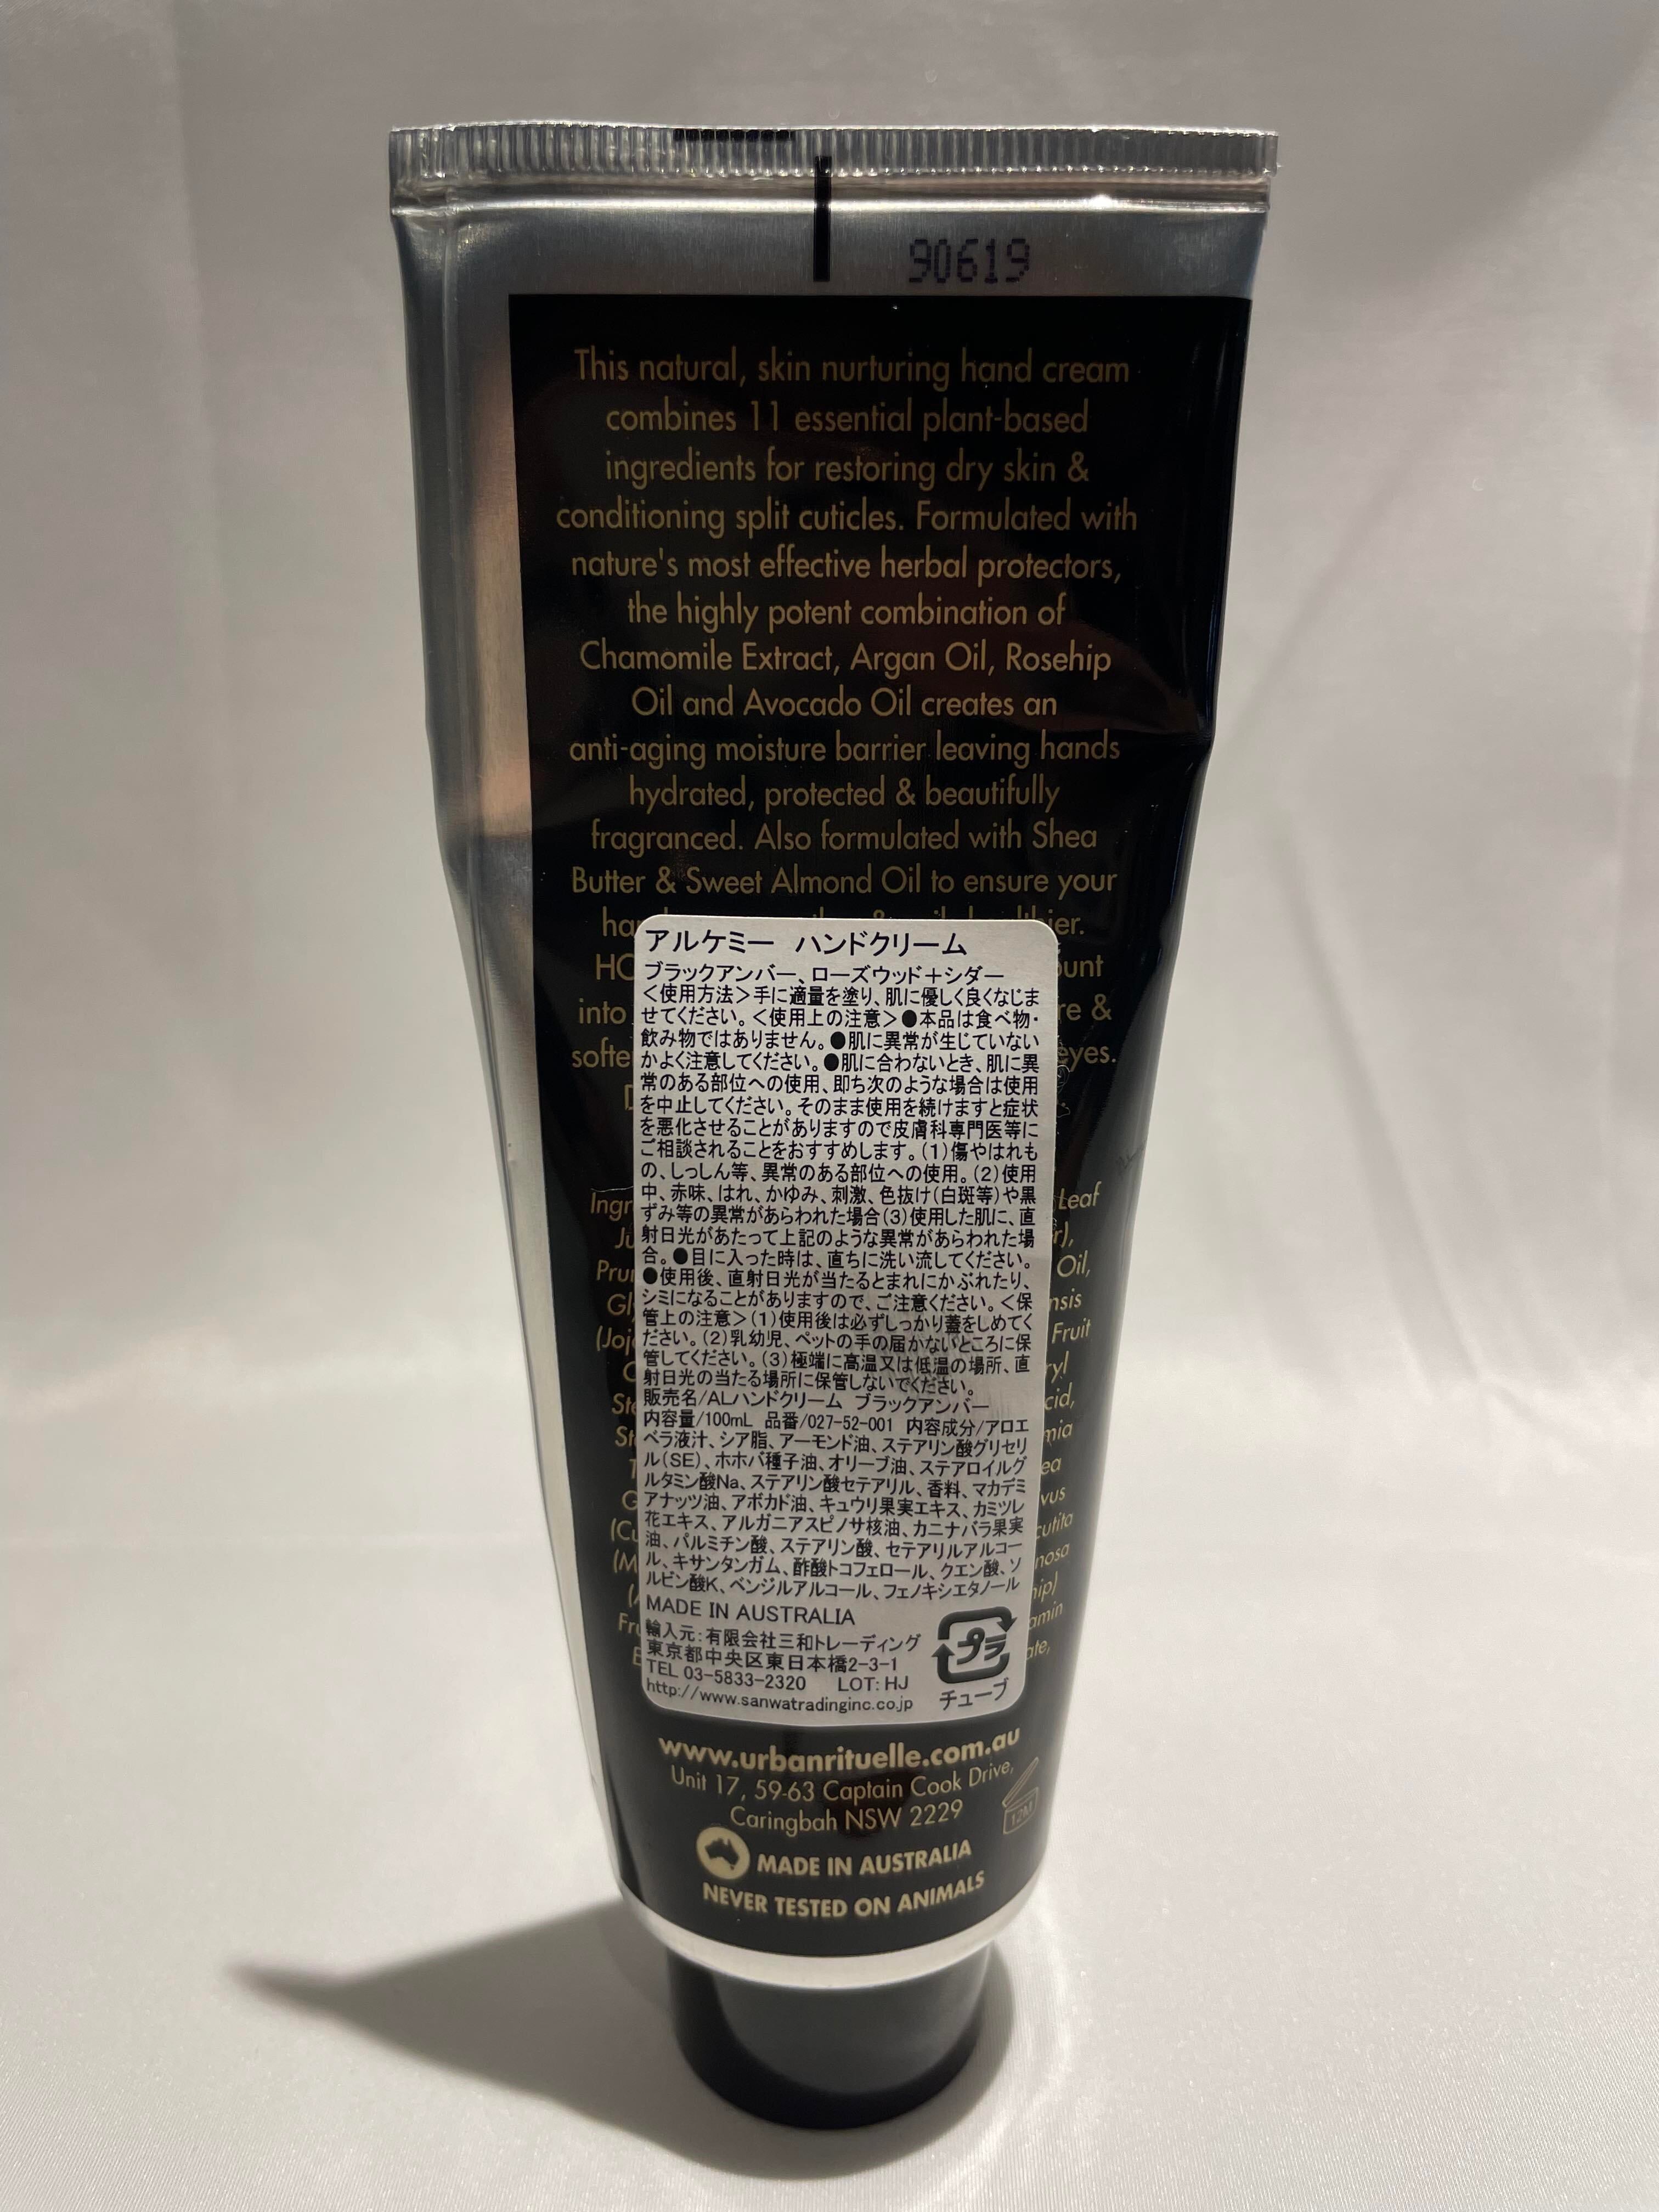 90619
This natural, skin nurturing hand cream
combines 11 essential plant-based
ingredients for restoring dry skin &
conditioning split cuticles. Formulated with
nature's most effective herbal protectors,
the highly potent combination of
Chamomile Extract, Argan Oil, Rosehip
Oil and Avocado Oil creates an
anti-aging moisture barrier leaving hands
hydrated, protected & beautifully
fragranced. Also formulated with Shea
Butter & Sweet Almond Oil to ensure your
アルケミー ハンドクリーム
ブラックアンバー、ローズウッド＋シダー
＜使用方法＞手に適量を塗り、肌に優しく良くなじま
せてください。＜使用上の注意＞●本品は食べ物・
飲み物ではありません。●肌に異常が生じていない
かよく注意してください。●肌に合わないとき、肌に異
常のある部位への使用、即ち次のような場合は使用
を中止してください。そのまま使用を続けますと症状
を悪化させることがありますので皮膚科専門医等に
ご相談されることをおすすめします。(1)傷やはれも
の、しっしん等、異常のある部位への使用。(2)使用
中、赤味、はれ、かゆみ、刺激、色抜け(白斑等)や黒
ずみ等の異常があらわれた場合(3)使用した肌に、直
射日光があたって上記のような異常があらわれた場
合。●目に入った時は、直ちに洗い流してください。
●使用後、直射日光が当たるとまれにかぶれたり、
シミになることがありますので、ご注意ください。＜保
管上の注意＞(1)使用後は必ずしっかり蓋をしめてく
ださい。(2)乳幼児、ペットの手の届かないところに保
管してください。(3)極端に高温又は低温の場所、直
射日光の当たる場所に保管しないでください。
販売名/ALハンドクリーム ブラックアンバー
内容量/100mL 品番/027-52-001 内容成分/アロエ
ベラ液汁、シア脂、アーモンド油、ステアリン酸グリセリ
ル(SE)、ホホバ種子油、オリーブ油、ステアロイルグ
ルタミン酸Na、ステアリン酸セテアリル、香料、マカデミ
アナッツ油、アボカド油、キュウリ果実エキス、カミツレ
花エキス、アルガニアスピノサ核油、カニナバラ果実
油、パルミチン酸、ステアリン酸、セテアリルアルコー
ル、キサンタンガム、酢酸トコフェロール、クエン酸、ソ
ルビン酸K、ベンジルアルコール、フェノキシエタノール
MADE IN AUSTRALIA
輸入元：有限会社三和トレーディング
東京都中央区東日本橋2-3-1
TEL 03-5833-2320 LOT: HJ
http://www.sanwatradinginc.co.jp
プラ
チューブ
www.urbanrituelle.com.au
Unit 17, 59-63 Captain Cook Drive,
Caringbah NSW 2229
12M
MADE IN AUSTRALIA
NEVER TESTED ON ANIMALS